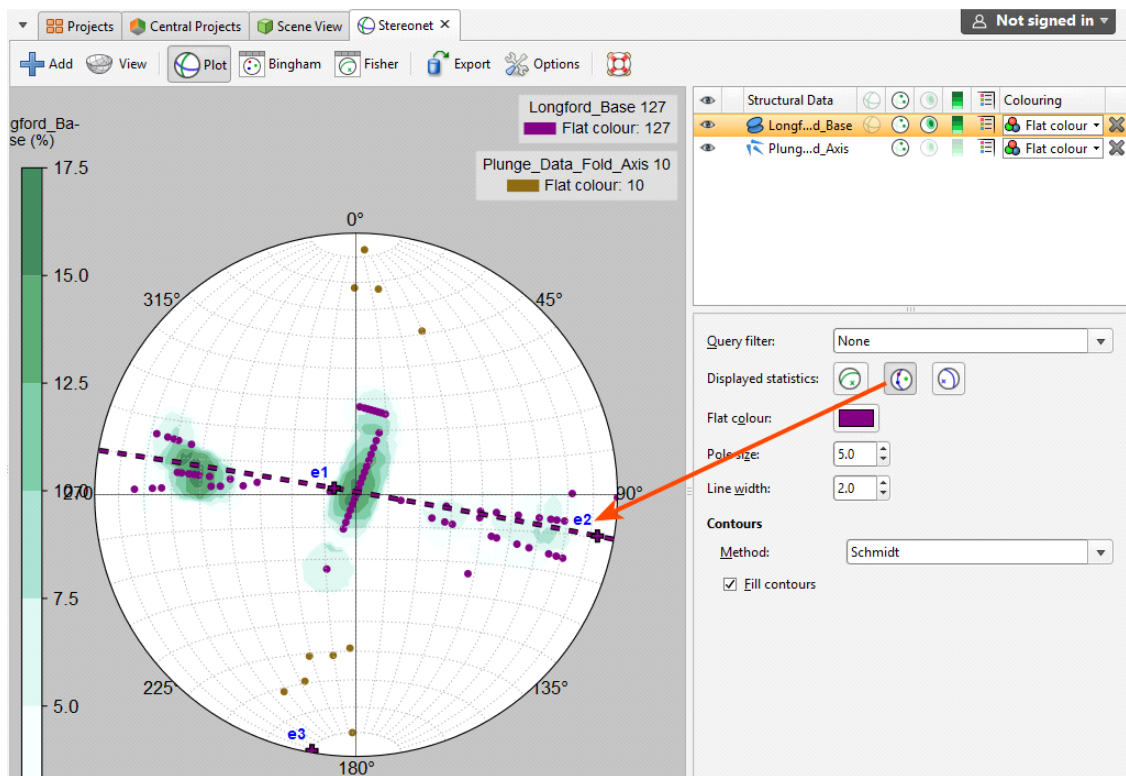 Projects Central Projects Scene View Stereonet
Not signed in
Add View Plot Bingham Fisher Export Options
gford_Ba-
se (%)
17.5
15.0
12.5
7.5
5.0
Longford_Base 127
Flat colour: 127
Plunge_Data_Fold_Axis 10
Flat colour: 10
0°
315°
45°
e1
270
90°
e2
225°
135°
e3
180°
Structural Data Colouring
Longf...d_Base Flat colour
Plung...d_Axis Flat colour
Query filter: None
Displayed statistics:
Flat colour:
Pole size: 5.0
Line width: 2.0
Contours
Method: Schmidt
Fill contours